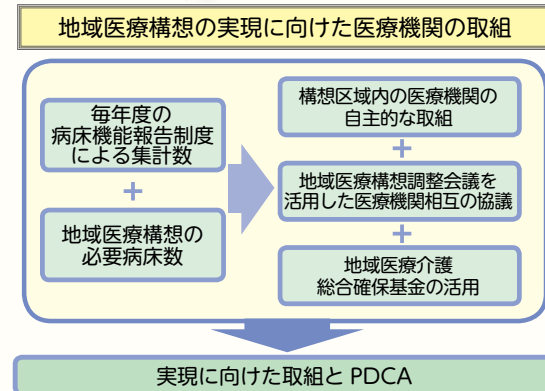 地域医療構想の実現に向けた医療機関の取組
毎年度の
病床機能報告制度
による集計数
+
地域医療構想の
必要病床数
構想区域内の医療機関の
自主的な取組
+
地域医療構想調整会議を
活用した医療機関相互の協議
+
地域医療介護
総合確保基金の活用
実現に向けた取組と PDCA